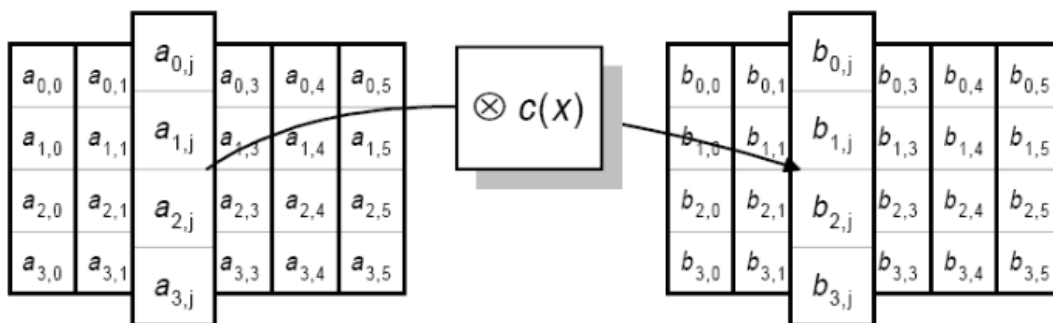 a0,0 a0,1 a0,j a0,3 a0,4 a0,5
a1,0 a1,1 a1,j a1,3 a1,4 a1,5
a2,0 a2,1 a2,j a2,3 a2,4 a2,5
a3,0 a3,1 a3,j a3,3 a3,4 a3,5
⊗ c(x)
b0,0 b0,1 b0,j b0,3 b0,4 b0,5
b1,0 b1,1 b1,j b1,3 b1,4 b1,5
b2,0 b2,1 b2,j b2,3 b2,4 b2,5
b3,0 b3,1 b3,j b3,3 b3,4 b3,5